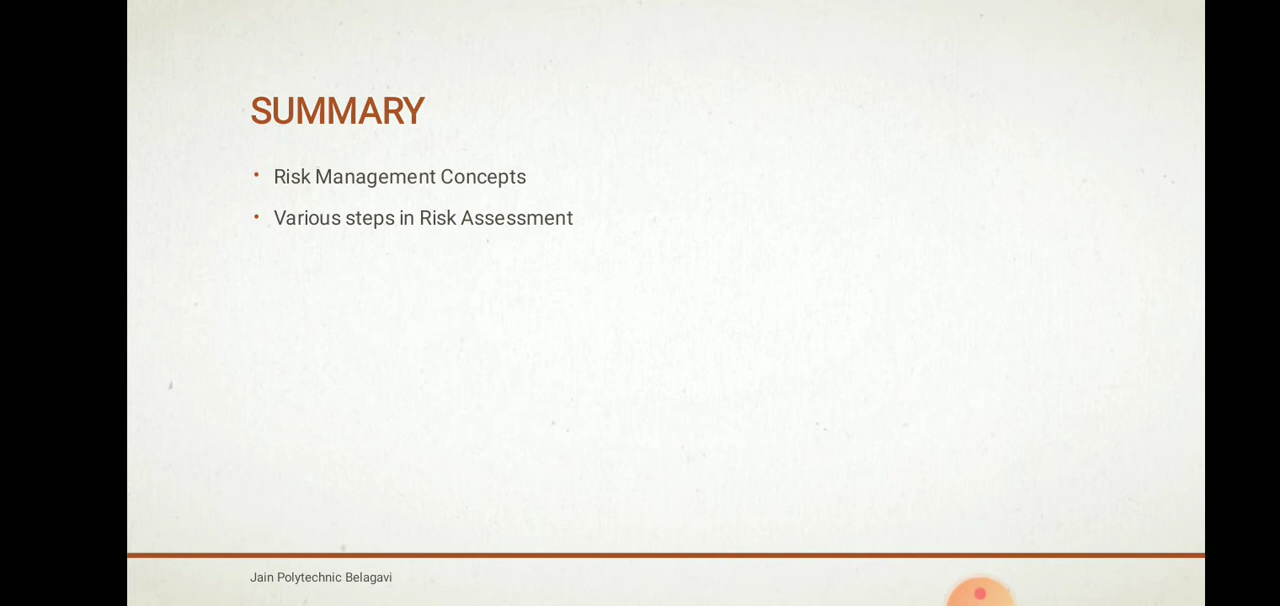 SUMMARY
• Risk Management Concepts
• Various steps in Risk Assessment
Jain Polytechnic Belagavi